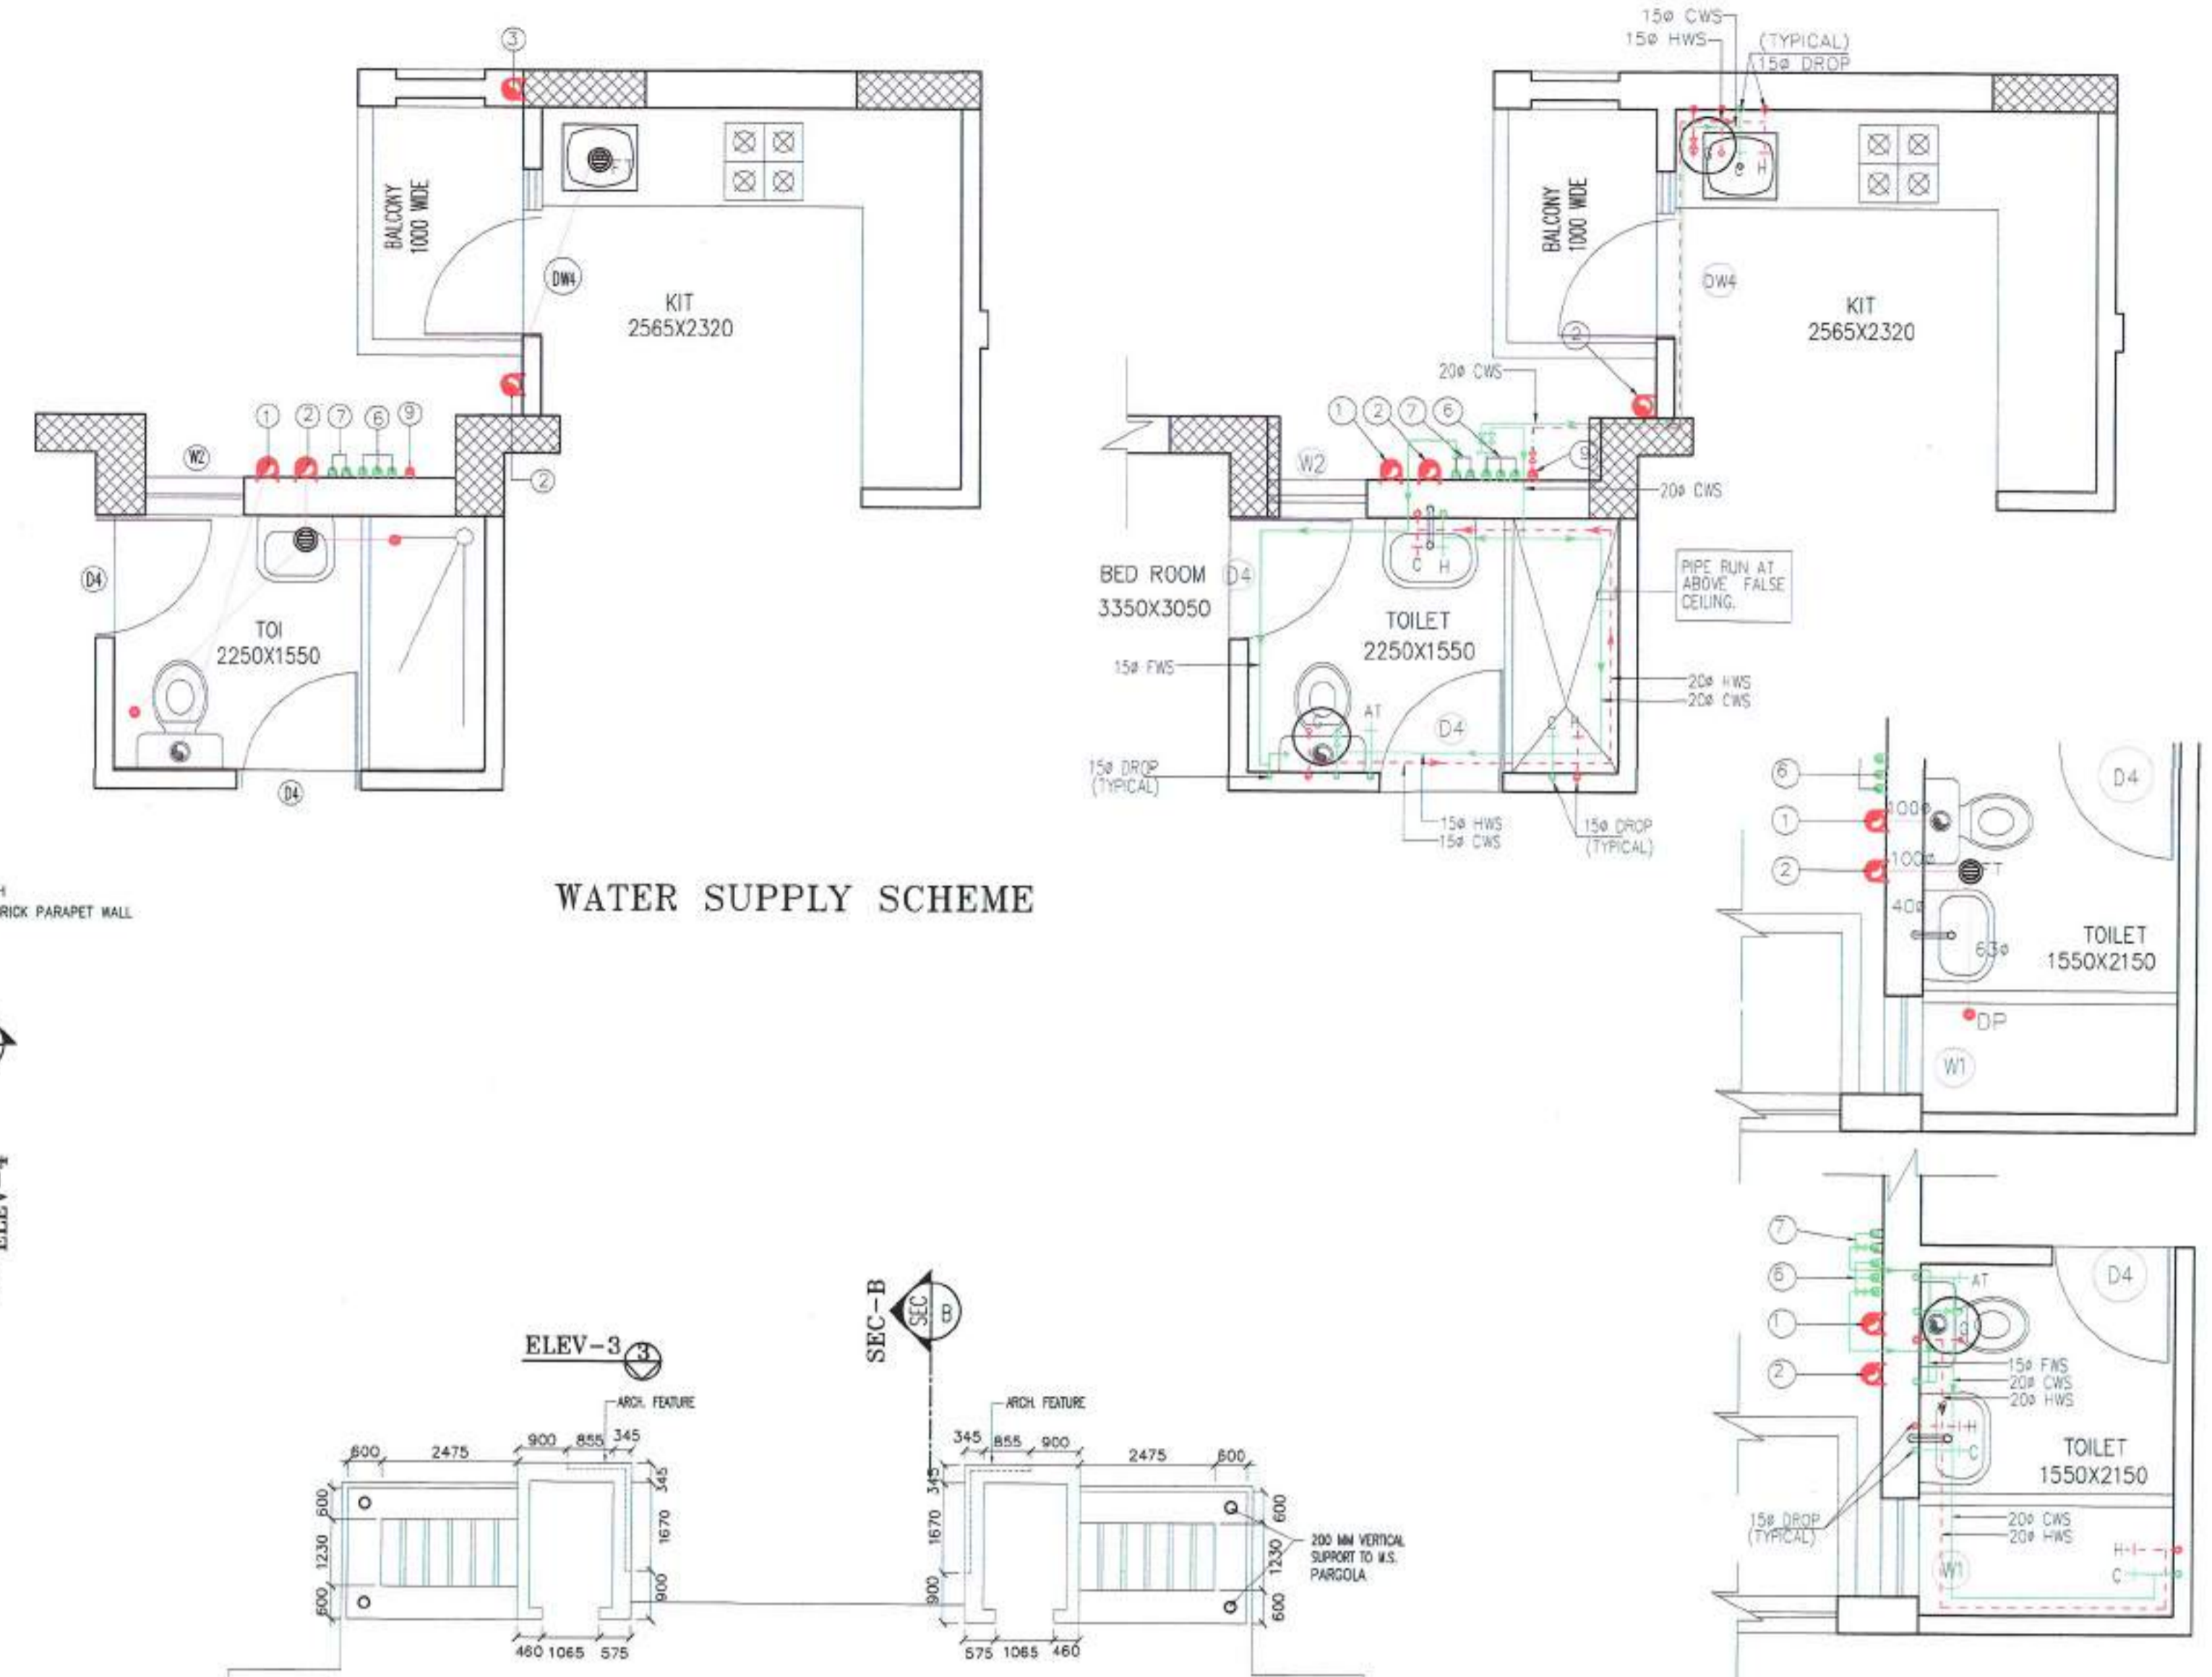 3
BALCONY
1000 WIDE
DW4
KIT
2565X2320
1
2
7
6
9
W2
2
D4
TOI
2250X1550
D4
15ø CWS
15ø HWS
(TYPICAL)
15ø DROP
C
H
BALCONY
1000 WIDE
DW4
KIT
2565X2320
2
20ø CWS
1
2
7
6
9
W2
20ø CWS
BED ROOM
3350X3050
D4
C H
TOILET
2250X1550
PIPE RUN AT
ABOVE FALSE
CEILING.
15ø FWS
20ø HWS
20ø CWS
AT
D4
C H
15ø DROP
(TYPICAL)
15ø HWS
15ø CWS
15ø DROP
(TYPICAL)
WATER SUPPLY SCHEME
H
RICK PARAPET WALL
ELEV-4
6
1
2
100ø
100ø
FT
40ø
63ø
D4
TOILET
1550X2150
DP
W1
7
6
1
2
AT
D4
15ø FWS
20ø CWS
20ø HWS
H
C
TOILET
1550X2150
15ø DROP
(TYPICAL)
20ø CWS
20ø HWS
W1
H
C
ELEV-3
3
ARCH. FEATURE
600
2475
900
855
345
600
1230
600
345
1670
900
460
1065
575
SEC-B
SEC
B
ARCH. FEATURE
345
855
900
2475
600
345
1670
900
600
1230
600
575
1065
460
200 MM VERTICAL
SUPPORT TO M.S.
PARGOLA